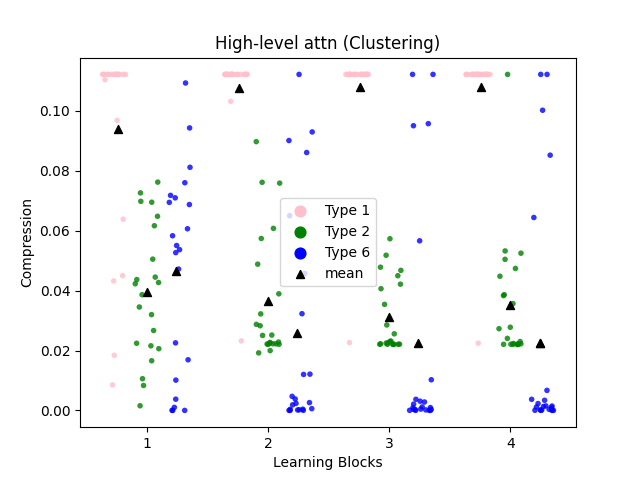 High-level attn (Clustering)
Compression
0.10
0.08
0.06
0.04
0.02
0.00
Type 1
Type 2
Type 6
mean
1 2 3 4
Learning Blocks